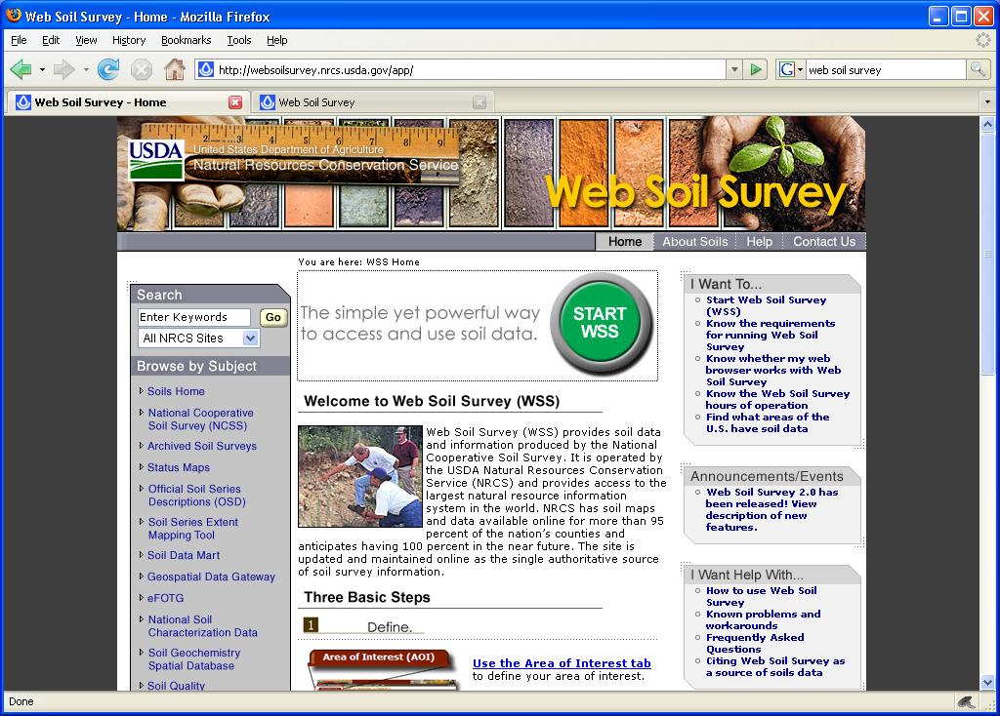 Web Soil Survey - Home - Mozilla Firefox
File Edit View History Bookmarks Tools Help
http://websoilsurvey.nrcs.usda.gov/app/
G
web soil survey
Web Soil Survey - Home
Web Soil Survey
USDA
United States Department of Agriculture
Natural Resources Conservation Service
2 3 4 5 6 7 8 9
Web Soil Survey
Home About Soils Help Contact Us
You are here: WSS Home
Search
Enter Keywords Go
All NRCS Sites
Browse by Subject
Soils Home
National Cooperative
Soil Survey (NCSS)
Archived Soil Surveys
Status Maps
Official Soil Series
Descriptions (OSD)
Soil Series Extent
Mapping Tool
Soil Data Mart
Geospatial Data Gateway
eFOTG
National Soil
Characterization Data
Soil Geochemistry
Spatial Database
Soil Quality
The simple yet powerful way
to access and use soil data.
START
WSS
Welcome to Web Soil Survey (WSS)
Web Soil Survey (WSS) provides soil data
and information produced by the National
Cooperative Soil Survey. It is operated by
the USDA Natural Resources Conservation
Service (NRCS) and provides access to the
largest natural resource information
system in the world. NRCS has soil maps
and data available online for more than 95
percent of the nation's counties and
anticipates having 100 percent in the near future. The site is
updated and maintained online as the single authoritative source
of soil survey information.
Three Basic Steps
1 Define.
Area of Interest (AOI)
Use the Area of Interest tab
to define your area of interest.
I Want To...
Start Web Soil Survey
(WSS)
Know the requirements
for running Web Soil
Survey
Know whether my web
browser works with Web
Soil Survey
Know the Web Soil Survey
hours of operation
Find what areas of the
U.S. have soil data
Announcements/Events
Web Soil Survey 2.0 has
been released! View
description of new
features.
I Want Help With...
How to use Web Soil
Survey
Known problems and
workarounds
Frequently Asked
Questions
Citing Web Soil Survey as
a source of soils data
Done